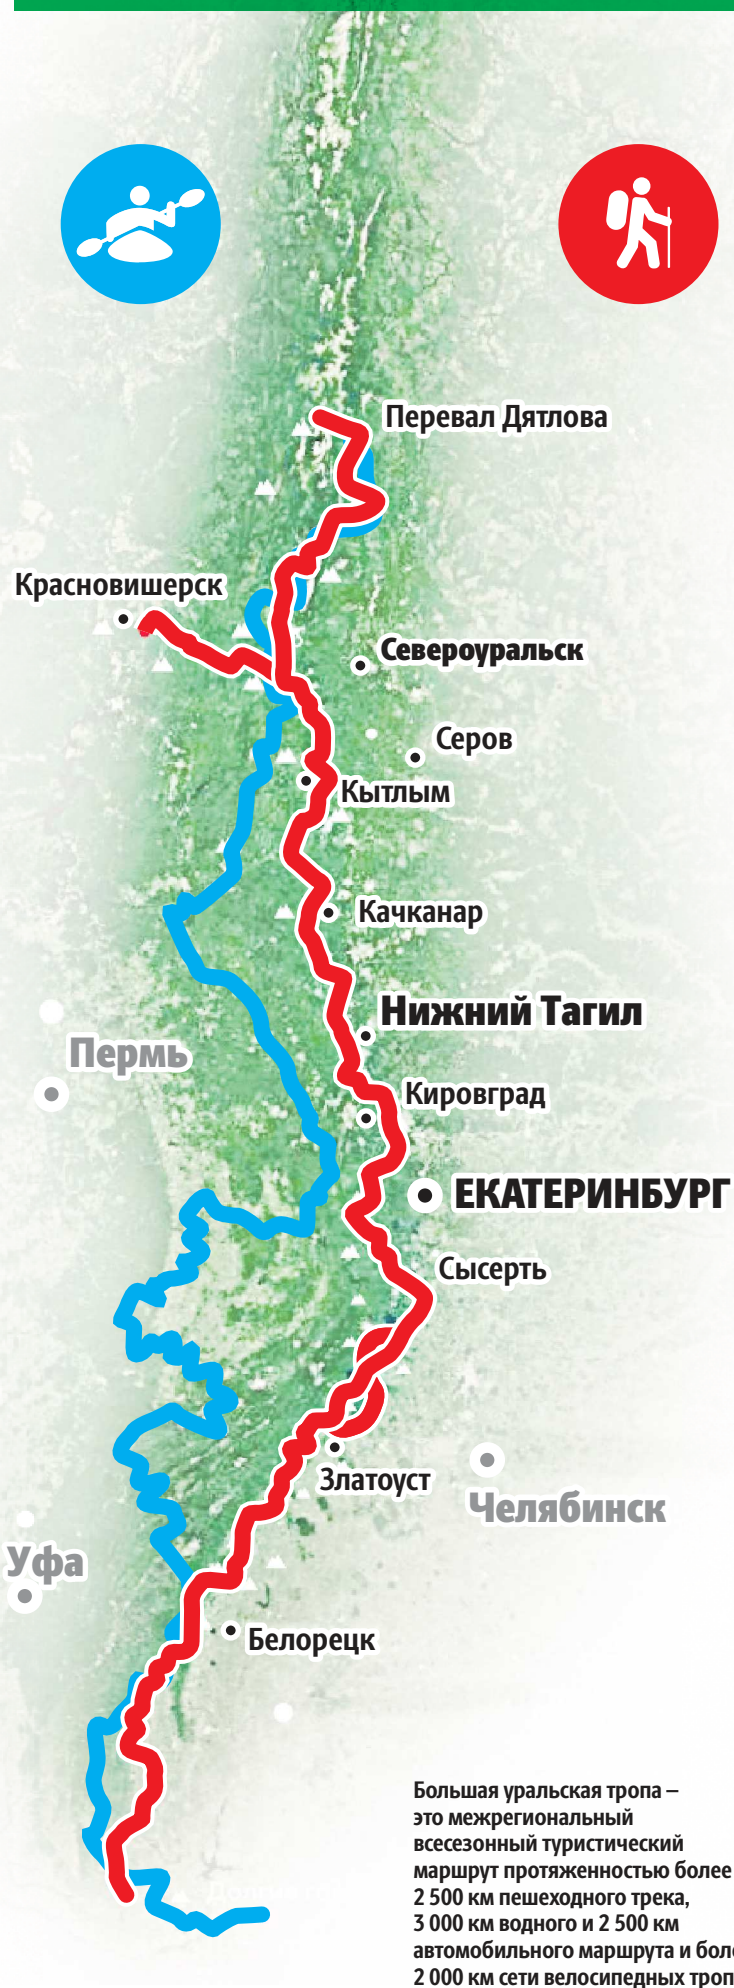 Перевал Дятлова
Красновишерск
Североуральск
Серов
Кытлым
Качканар
Нижний Тагил
Пермь
Кировград
ЕКАТЕРИНБУРГ
Сысерть
Златоуст
Челябинск
Уфа
Белорецк
Большая уральская тропа –
это межрегиональный
всесезонный туристический
маршрут протяженностью более
2 500 км пешеходного трека,
3 000 км водного и 2 500 км
автомобильного маршрута и бол
2 000 км сети велосипедных троп